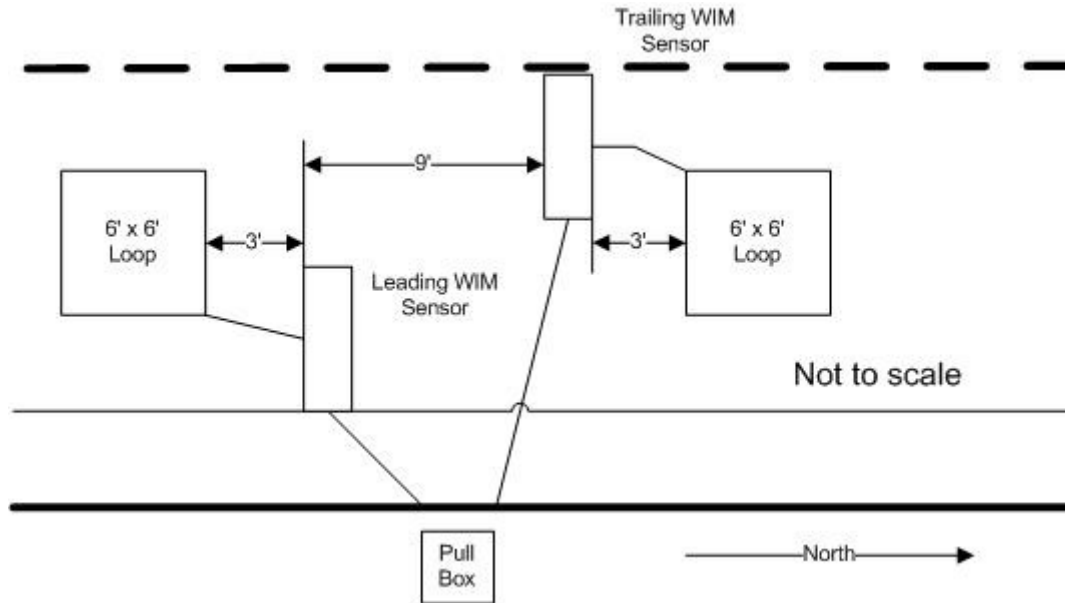 Trailing WIM
Sensor
9'
6' x 6'
Loop
3'
3'
6' x 6'
Loop
Leading WIM
Sensor
Not to scale
Pull
Box
North